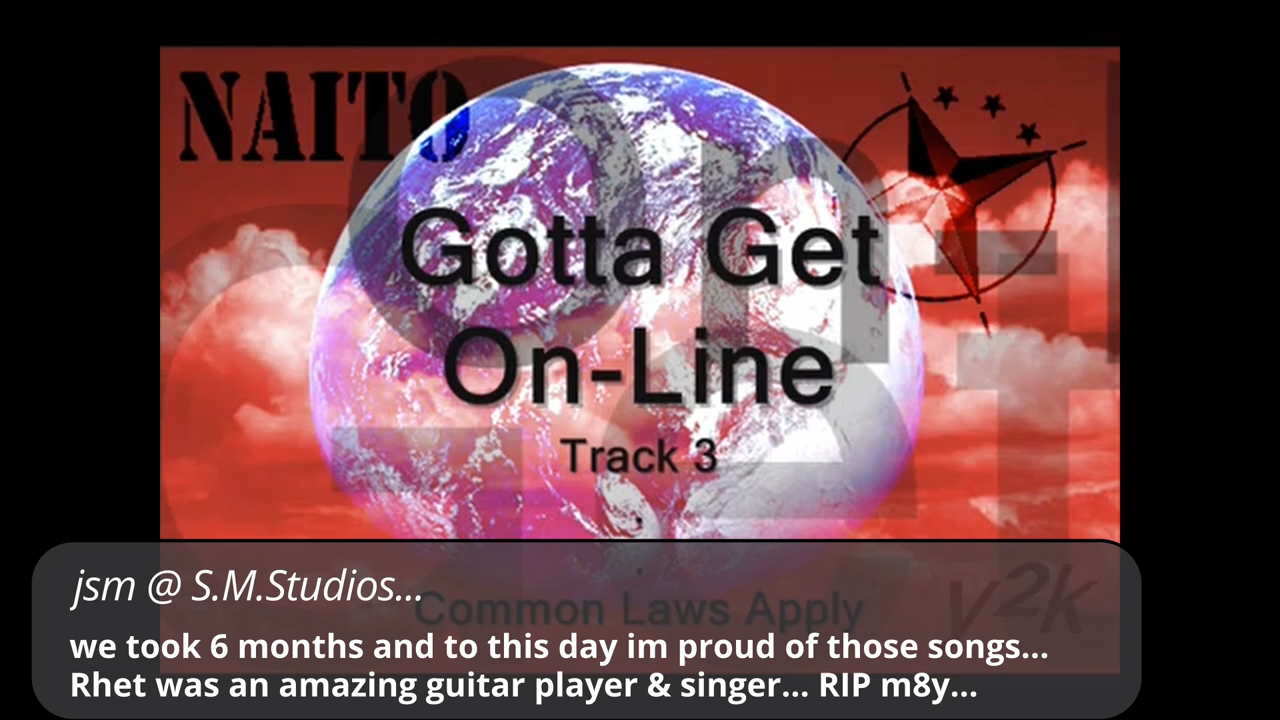 NAITO
Gotta Get
On-Line
Track 3
jsm @ S.M.Studios...
Common Laws Apply
v2k
we took 6 months and to this day im proud of those songs...
Rhet was an amazing guitar player & singer... RIP m8y...